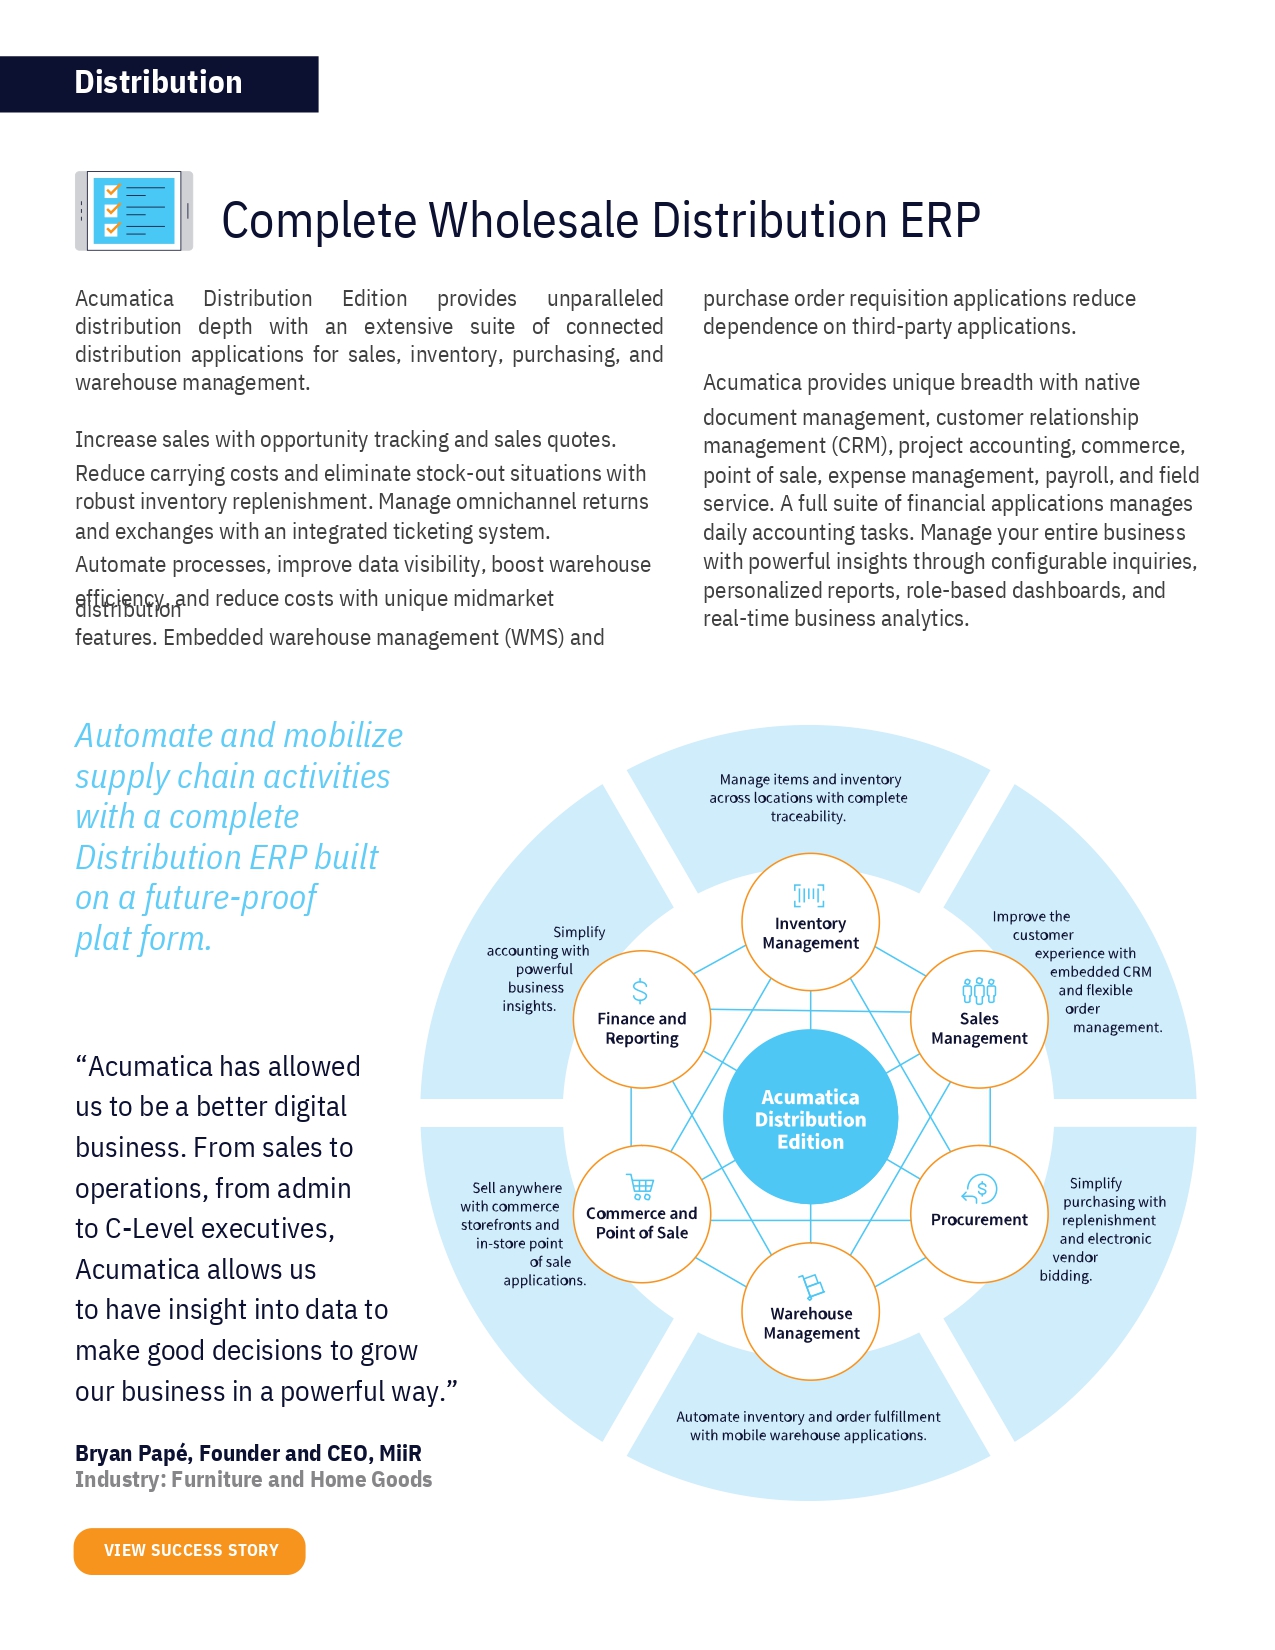 Distribution
Complete Wholesale Distribution ERP
Acumatica Distribution Edition provides unparalleled
distribution depth with an extensive suite of connected
distribution applications for sales, inventory, purchasing, and
warehouse management.
Increase sales with opportunity tracking and sales quotes.
Reduce carrying costs and eliminate stock-out situations with
robust inventory replenishment. Manage omnichannel returns
and exchanges with an integrated ticketing system.
Automate processes, improve data visibility, boost warehouse
efficiency, and reduce costs with unique midmarket
distribution
features. Embedded warehouse management (WMS) and
purchase order requisition applications reduce
dependence on third-party applications.
Acumatica provides unique breadth with native
document management, customer relationship
management (CRM), project accounting, commerce,
point of sale, expense management, payroll, and field
service. A full suite of financial applications manages
daily accounting tasks. Manage your entire business
with powerful insights through configurable inquiries,
personalized reports, role-based dashboards, and
real-time business analytics.
Automate and mobilize
supply chain activities
with a complete
Distribution ERP built
on a future-proof
plat form.
“Acumatica has allowed
us to be a better digital
business. From sales to
operations, from admin
to C-Level executives,
Acumatica allows us
to have insight into data to
make good decisions to grow
our business in a powerful way.”
Bryan Papé, Founder and CEO, MiiR
Industry: Furniture and Home Goods
VIEW SUCCESS STORY
Manage items and inventory
across locations with complete
traceability.
Inventory
Management
Improve the
customer
experience with
embedded CRM
and flexible
order
management.
Sales
Management
Simplify
accounting with
powerful
business
insights.
Finance and
Reporting
Acumatica
Distribution
Edition
Sell anywhere
with commerce
storefronts and
in-store point
of sale
applications.
Commerce and
Point of Sale
Procurement
Simplify
purchasing with
replenishment
and electronic
vendor
bidding.
Warehouse
Management
Automate inventory and order fulfillment
with mobile warehouse applications.